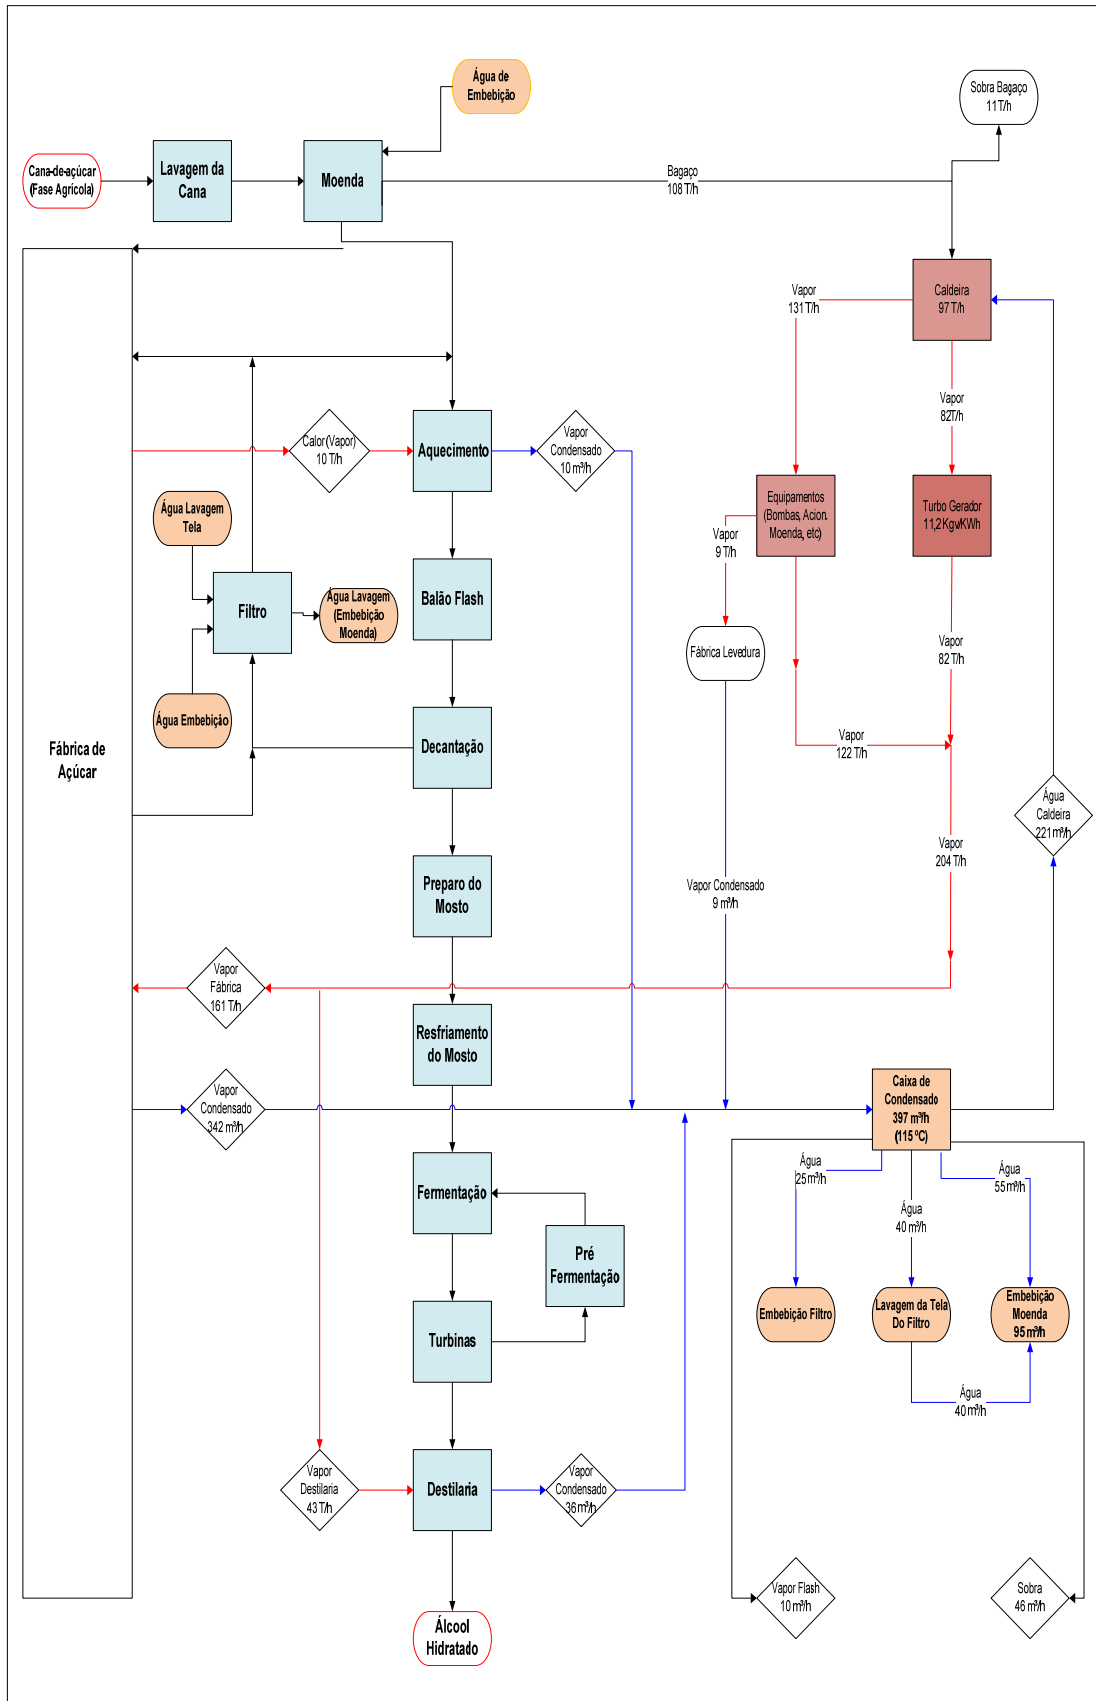 Água de
Embebição
Sobra Bagaço
11T/h
Cana-de-açúcar
(Fase Agrícola)
Lavagem da
Cana
Moenda
Bagaço
108 T/h
Caldeira
97 T/h
Vapor
131 T/h
Vapor
82T/h
Calor(Vapor)
10 T/h
Aquecimento
Vapor
Condensado
10 m³/h
Equipamentos
(Bombas, Acion.
Moenda, etc)
Turbo Gerador
11,2 Kgv/KWh
Água Lavagem
Tela
Filtro
Água Lavagem
(Embebição
Moenda)
Balão Flash
Vapor
9 T/h
Fábrica Levedura
Vapor
82 T/h
Água Embebição
Fábrica de
Açúcar
Decantação
Vapor
122 T/h
Água
Caldeira
221 m³/h
Vapor
204 T/h
Preparo do
Mosto
Vapor Condensado
9 m³/h
Vapor
Fábrica
161 T/h
Resfriamento
do Mosto
Vapor
Condensado
342 m³/h
Caixa de
Condensado
397 m³/h
(115 ºC)
Água
25 m³/h
Água
40 m³/h
Água
55 m³/h
Fermentação
Pré
Fermentação
Embebição Filtro
Lavagem da Tela
Do Filtro
Embebição
Moenda
95 m³/h
Turbinas
Água
40 m³/h
Vapor
Destilaria
43 T/h
Destilaria
Vapor
Condensado
36 m³/h
Vapor Flash
10 m³/h
Sobra
46 m³/h
Álcool
Hidratado